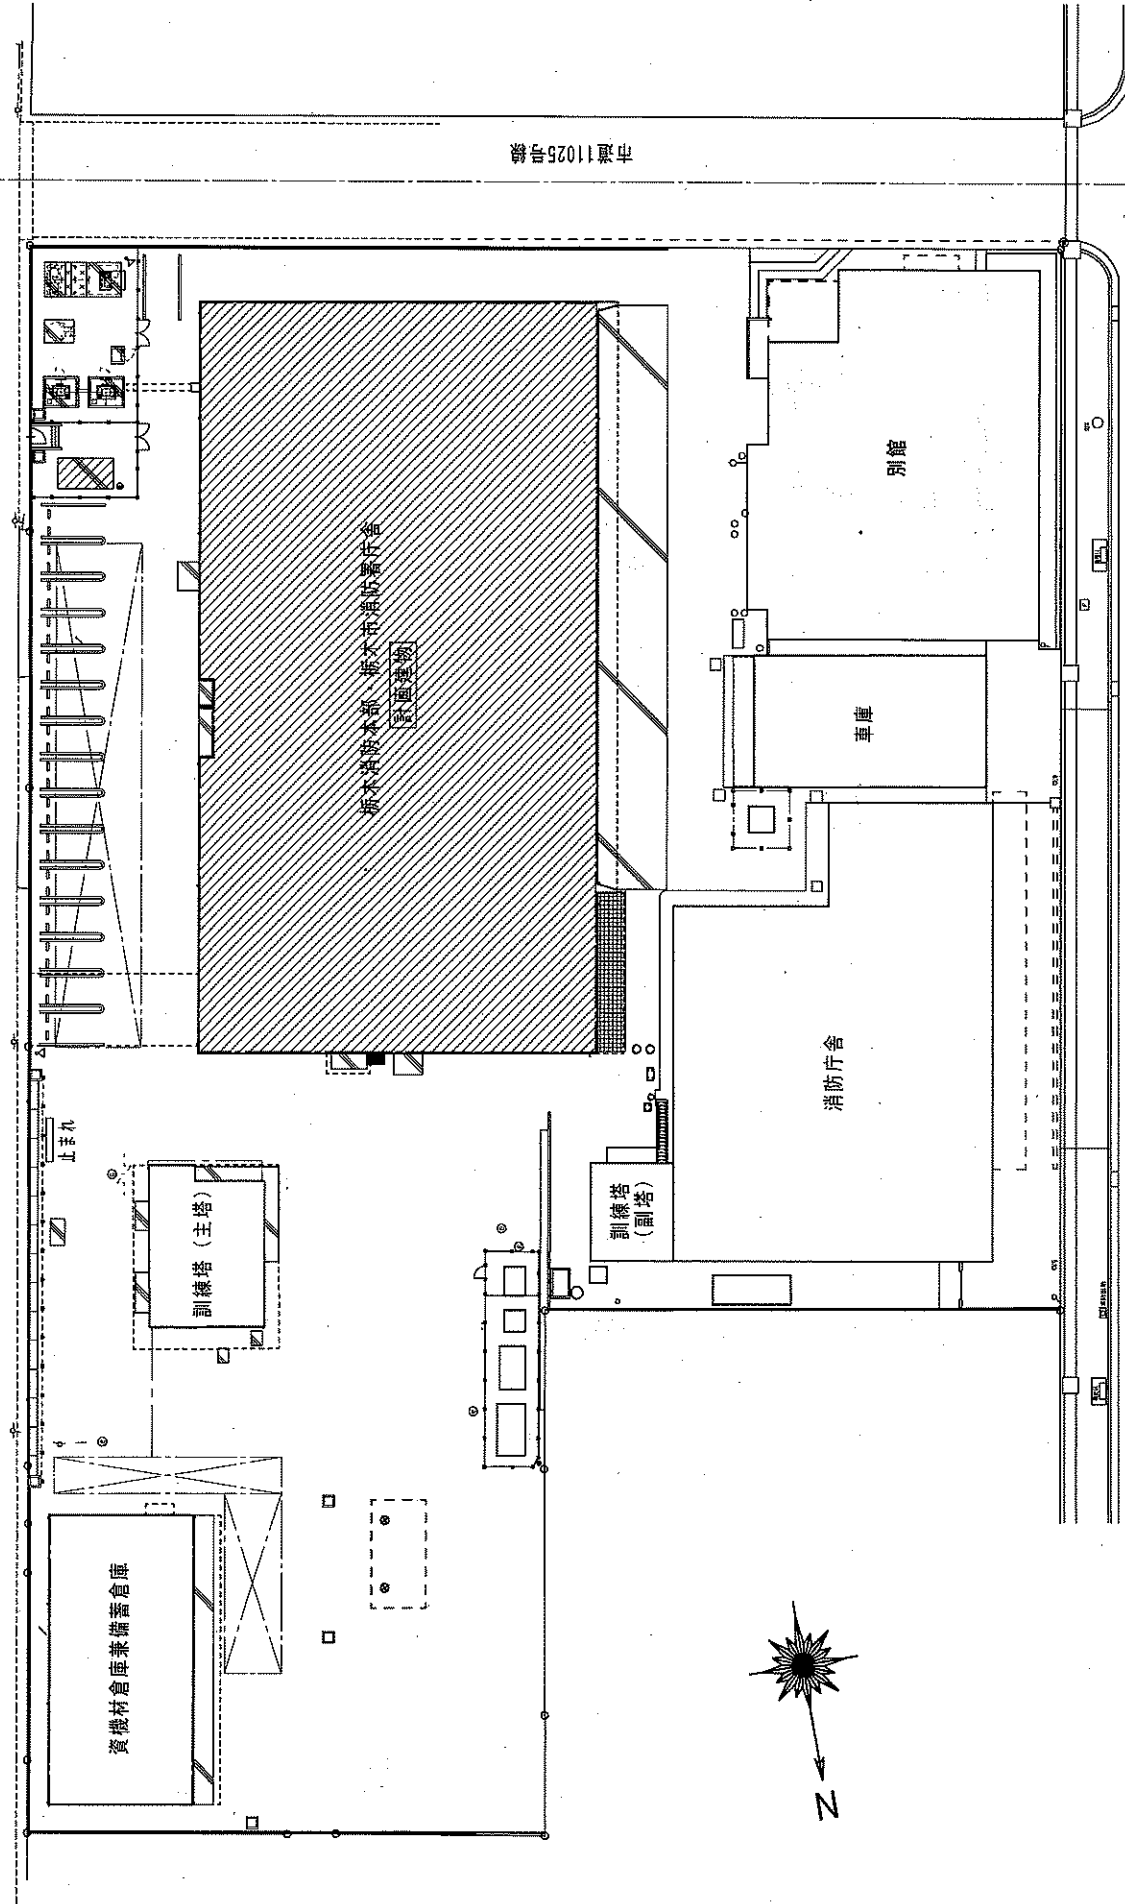 市道11025号線
栃木消防本部・栃木市消防署庁舎
計画建物
別館
車庫
消防庁舎
訓練塔
(副塔)
止まれ
訓練塔(主塔)
資機材倉庫兼備蓄倉庫
N